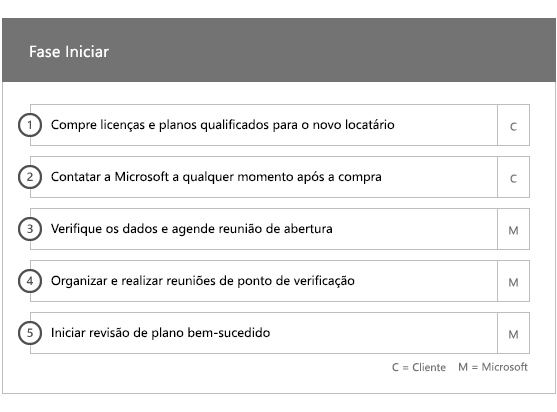 Fase Iniciar
1 Compre licenças e planos qualificados para o novo locatário C
2 Contatar a Microsoft a qualquer momento após a compra C
3 Verifique os dados e agende reunião de abertura M
4 Organizar e realizar reuniões de ponto de verificação M
5 Iniciar revisão de plano bem-sucedido M
C = Cliente M = Microsoft